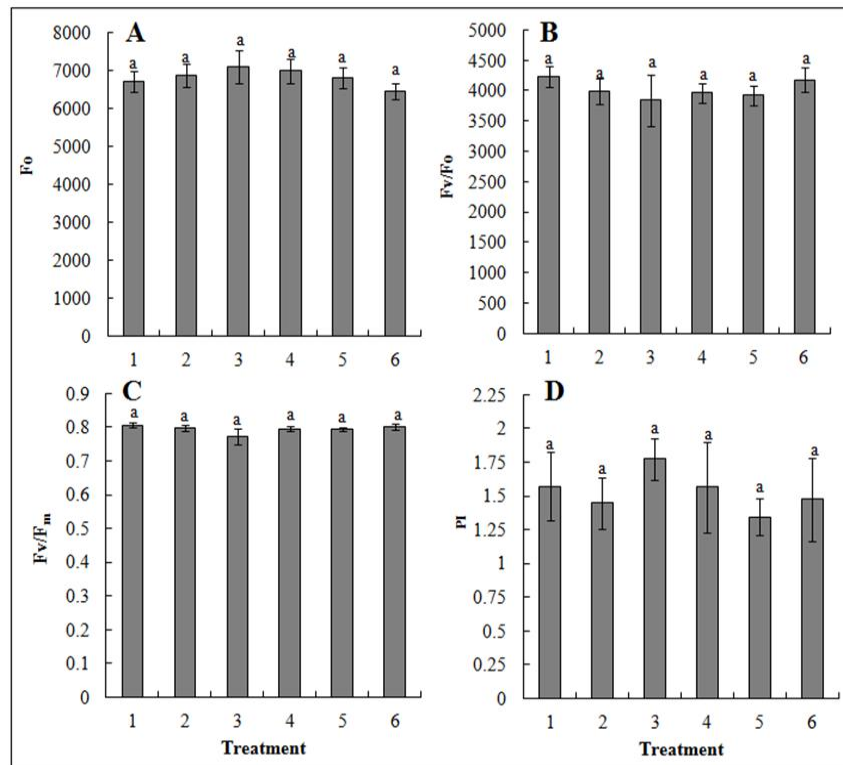 A
Fo
8000
7000
6000
5000
4000
3000
2000
1000
0
a a a a a a
1 2 3 4 5 6
B
Fv/Fo
5000
4500
4000
3500
3000
2500
2000
1500
1000
500
0
a a a a a a
1 2 3 4 5 6
C
Fv/Fm
0.9
0.8
0.7
0.6
0.5
0.4
0.3
0.2
0.1
0
a a a a a a
1 2 3 4 5 6
Treatment
D
PI
2.25
2
1.75
1.5
1.25
1
0.75
0.5
0.25
0
a a a a a a
1 2 3 4 5 6
Treatment